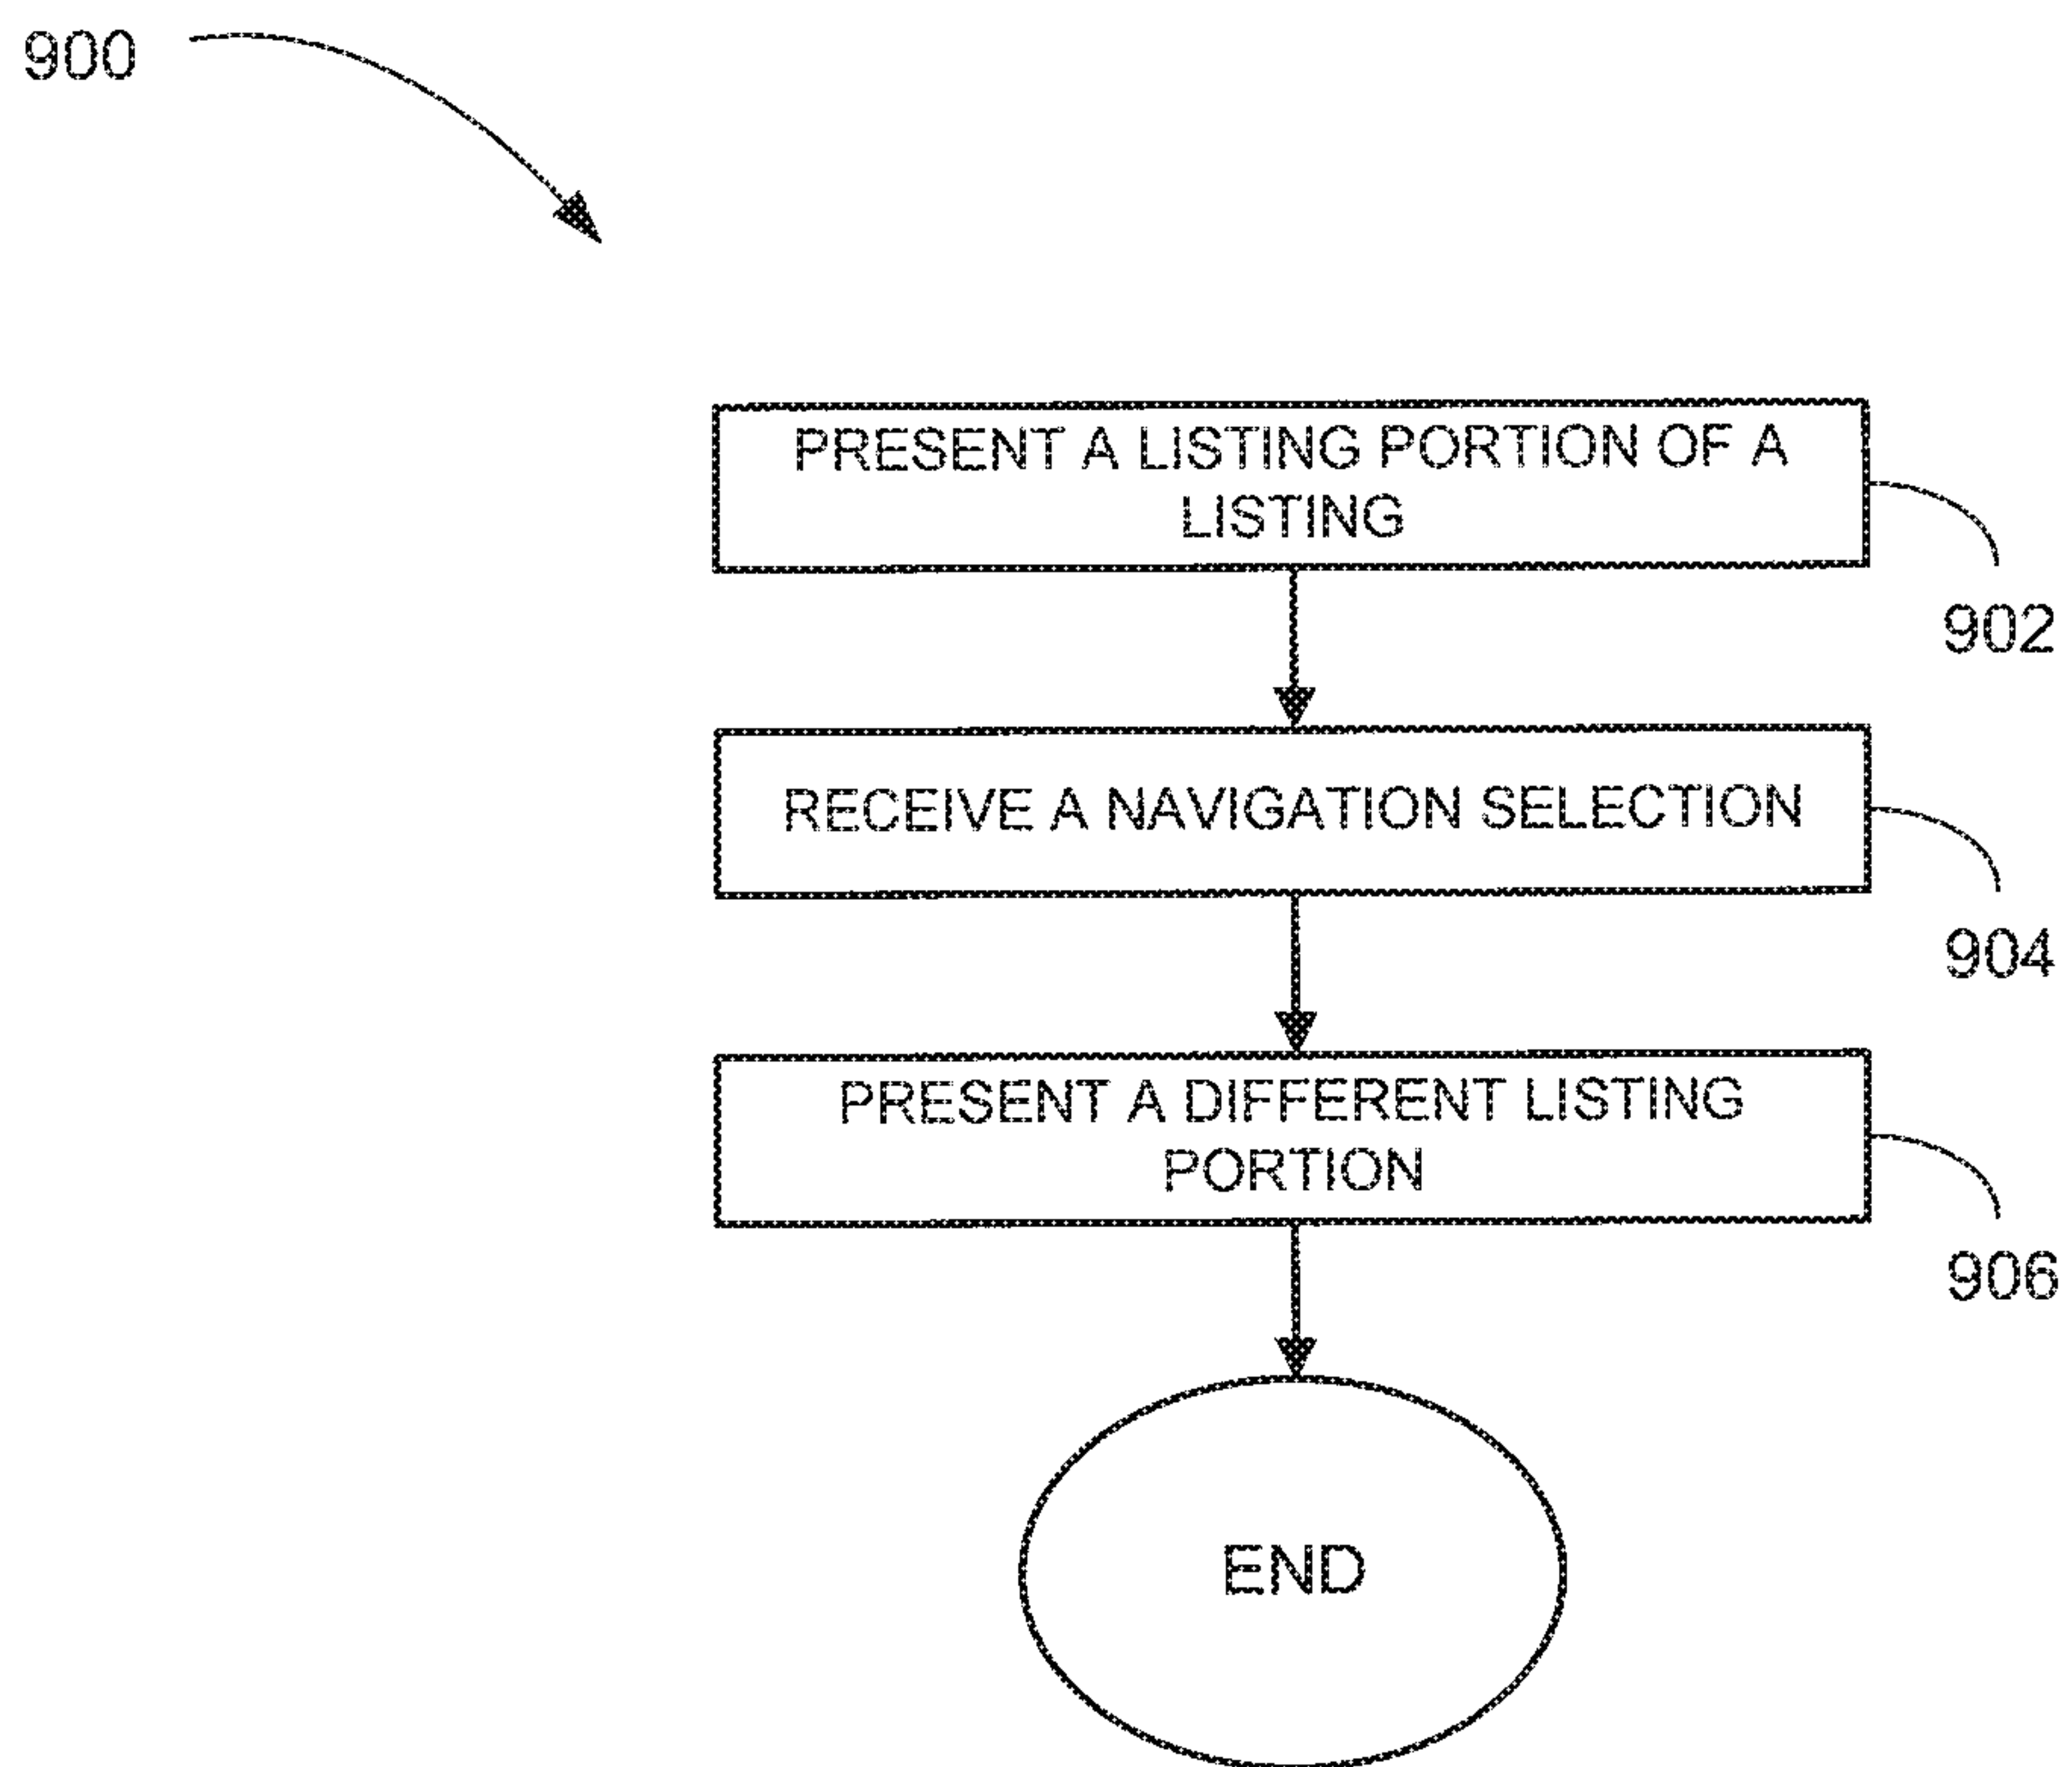 900
PRESENT A LISTING PORTION OF A
LISTING
902
RECEIVE A NAVIGATION SELECTION
904
PRESENT A DIFFERENT LISTING
PORTION
906
END